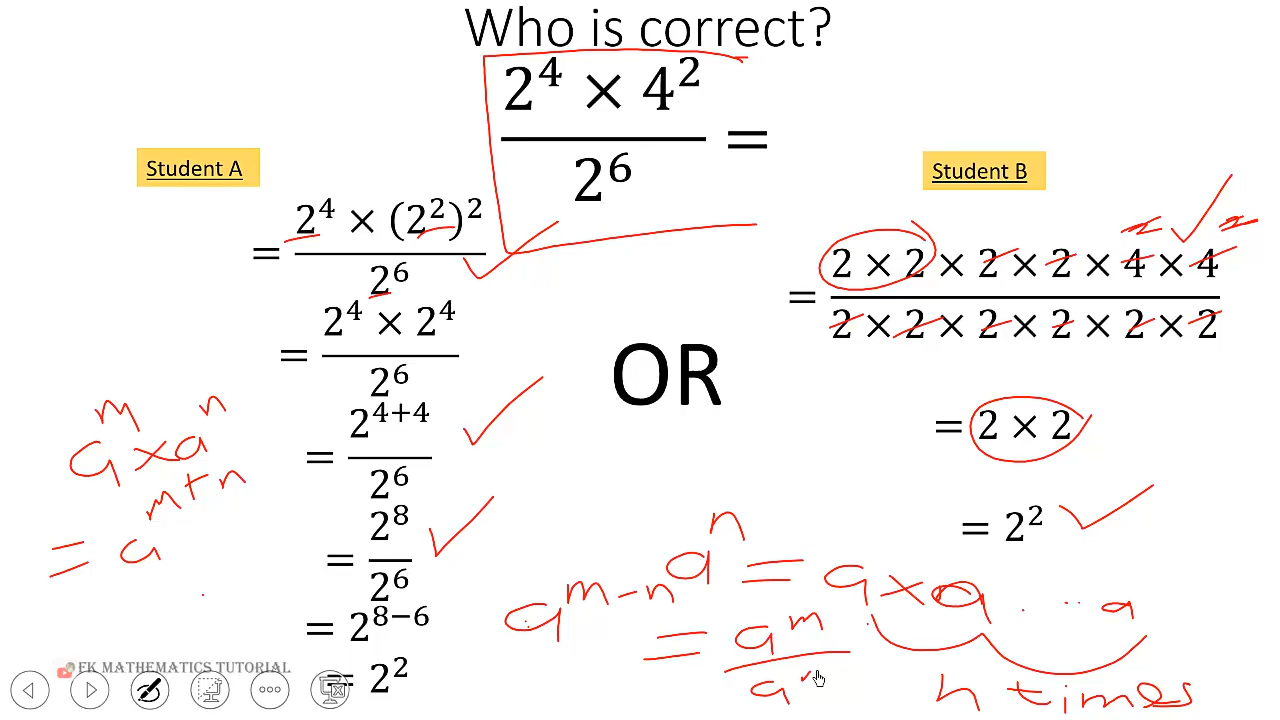 Who is correct?
2⁴ × 4²
2⁶
=
Student A
= 2⁴ × (2²)²
2⁶
= 2⁴ × 2⁴
2⁶
= 2⁴⁺⁴
2⁶
= 2⁸
2⁶
= 2⁸⁻⁶
= 2²
aᵐ × aⁿ
= aᵐ⁺ⁿ
OR
Student B
2 2
= 2 × 2 × 2 × 2 × 4 × 4
2 × 2 × 2 × 2 × 2 × 2
= 2 × 2
= 2²
aⁿ = a × a ... a
n times
aᵐ⁻ⁿ
= aᵐ
a
FK MATHEMATICS TUTORIAL